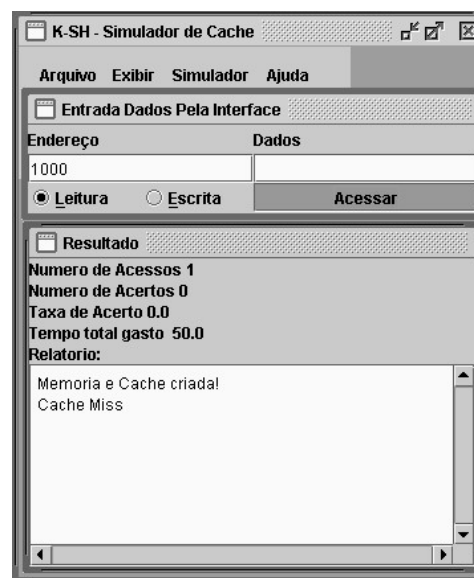 K-SH - Simulador de Cache
Arquivo Exibir Simulador Ajuda
Entrada Dados Pela Interface
Endereço Dados
1000
Leitura Escrita Acessar
Resultado
Numero de Acessos 1
Numero de Acertos 0
Taxa de Acerto 0.0
Tempo total gasto 50.0
Relatorio:
Memoria e Cache criada!
Cache Miss